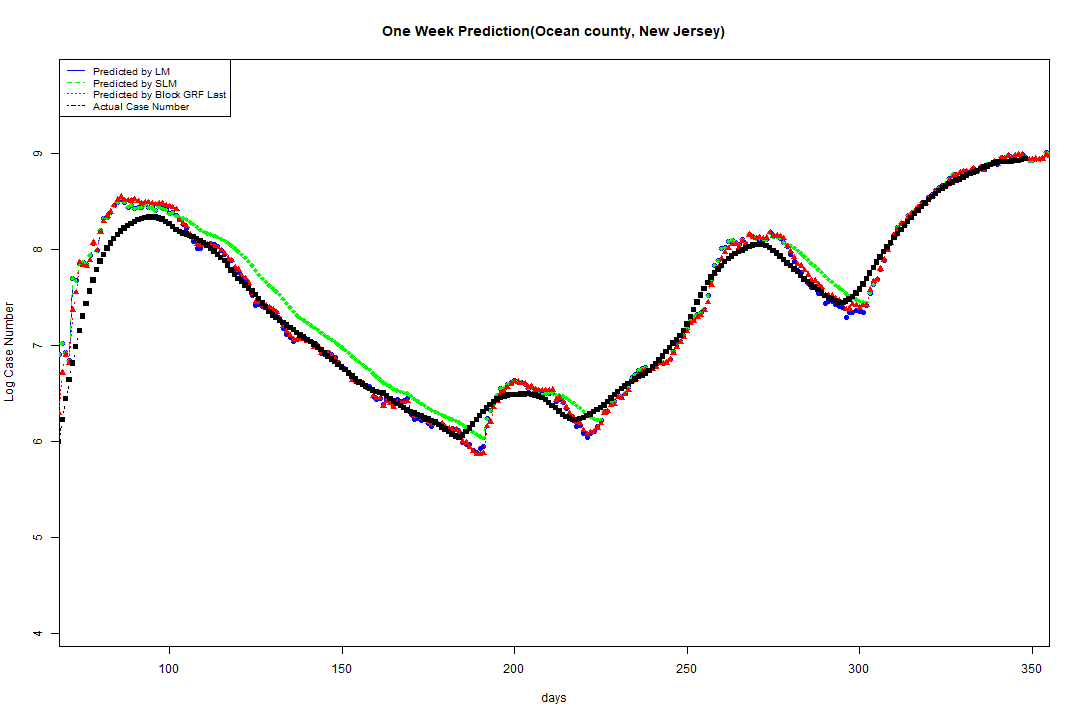 One Week Prediction(Ocean county, New Jersey)
Predicted by LM
Predicted by SLM
Predicted by Block GRF Last
Actual Case Number
9
8
7
6
5
4
Log Case Number
100 150 200 250 300 350
days